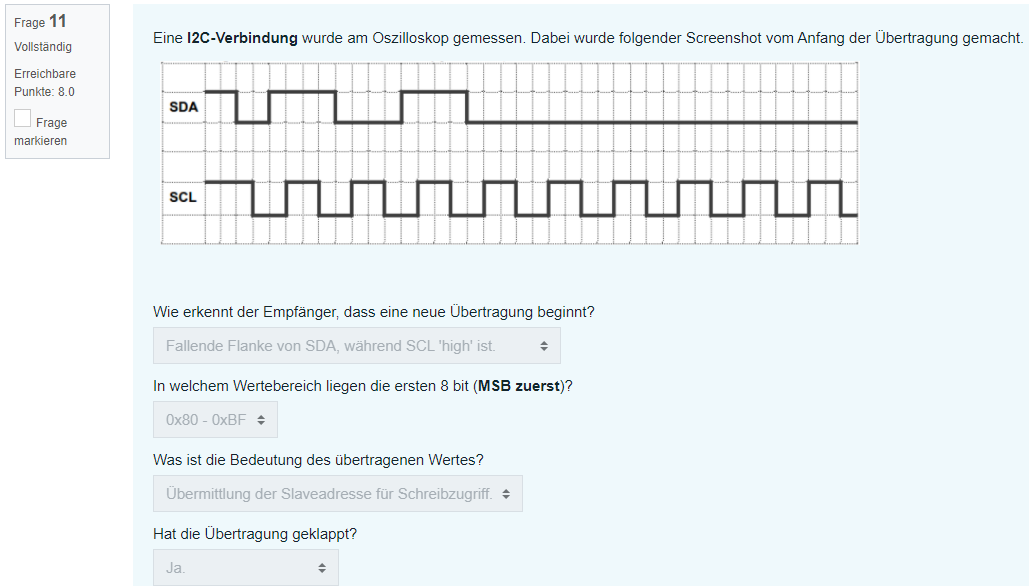 Frage 11
Vollständig
Erreichbare
Punkte: 8.0
Frage
markieren
Eine I2C-Verbindung wurde am Oszilloskop gemessen. Dabei wurde folgender Screenshot vom Anfang der Übertragung gemacht.
SDA
SCL
Wie erkennt der Empfänger, dass eine neue Übertragung beginnt?
Fallende Flanke von SDA, während SCL 'high' ist.
In welchem Wertebereich liegen die ersten 8 bit (MSB zuerst)?
0x80 - 0xBF
Was ist die Bedeutung des übertragenen Wertes?
Übermittlung der Slaveadresse für Schreibzugriff.
Hat die Übertragung geklappt?
Ja.